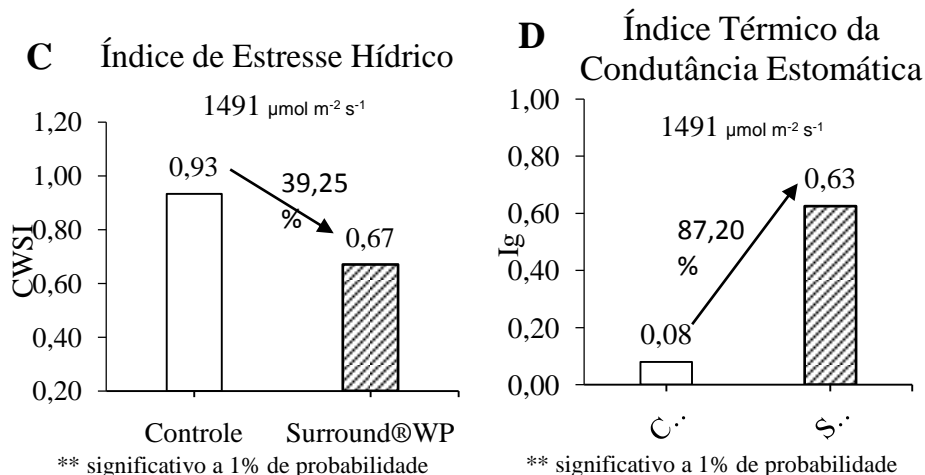 C Índice de Estresse Hídrico
1491 µmol m-2 s-1
1,20
1,00
0,80
0,60
0,40
0,20
CWSI
0,93
39,25
%
0,67
Controle Surround®WP
** significativo a 1% de probabilidade
D Índice Térmico da
Condutância Estomática
1,00
0,80
0,60
0,40
0,20
0,00
Ig
1491 µmol m-2 s-1
0,63
87,20
%
0,08
C..
S..
** significativo a 1% de probabilidade